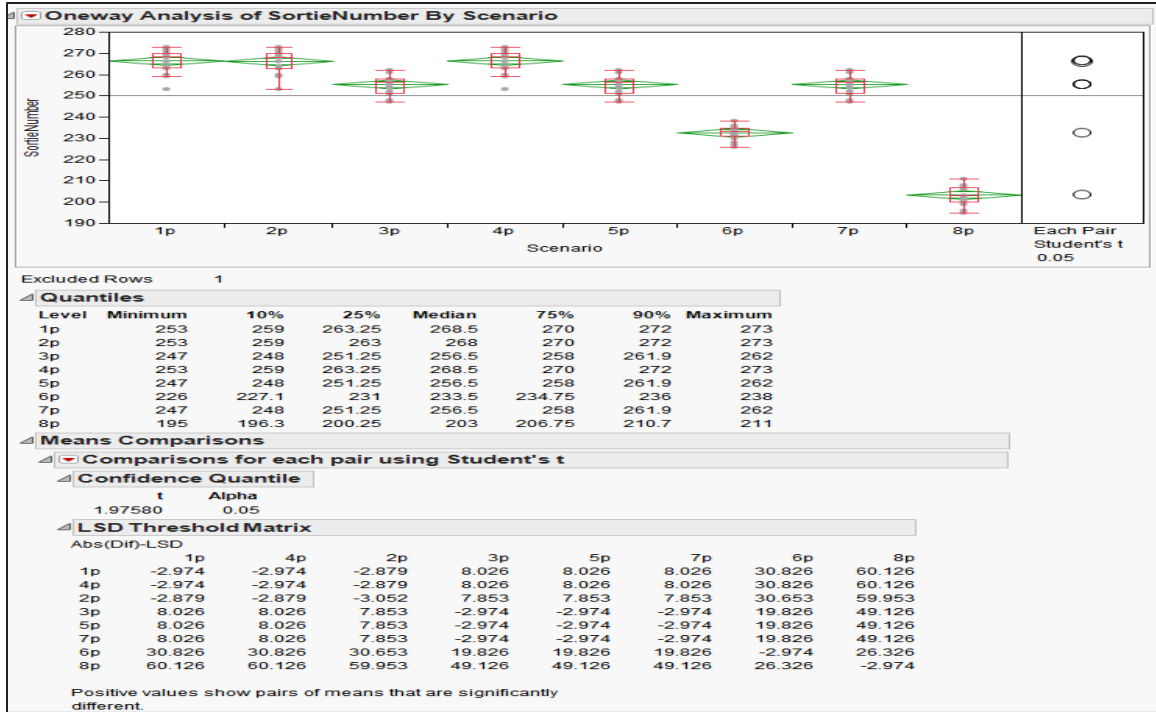 Oneway Analysis of SortieNumber By Scenario
280
270
260
250
240
230
220
210
200
190
SortieNumber
1p 2p 3p 4p 5p 6p 7p 8p
Scenario
Each Pair
Student's t
0.05
Excluded Rows 1
Quantiles
Level Minimum 10% 25% Median 75% 90% Maximum
1p 253 259 263.25 268.5 270 272 273
2p 253 259 263 268 270 272 273
3p 247 248 251.25 256.5 258 261.9 262
4p 253 259 263.25 268.5 270 272 273
5p 247 248 251.25 256.5 258 261.9 262
6p 226 227.1 231 233.5 234.75 236 238
7p 247 248 251.25 256.5 258 261.9 262
8p 195 196.3 200.25 203 206.75 210.7 211
Means Comparisons
Comparisons for each pair using Student's t
Confidence Quantile
t Alpha
1.97580 0.05
LSD Threshold Matrix
Abs(Dif)-LSD
1p 4p 2p 3p 5p 7p 6p 8p
1p -2.974 -2.974 -2.879 8.026 8.026 8.026 30.826 60.126
4p -2.974 -2.974 -2.879 8.026 8.026 8.026 30.826 60.126
2p -2.879 -2.879 -3.052 7.853 7.853 7.853 30.653 59.953
3p 8.026 8.026 7.853 -2.974 -2.974 -2.974 19.826 49.126
5p 8.026 8.026 7.853 -2.974 -2.974 -2.974 19.826 49.126
7p 8.026 8.026 7.853 -2.974 -2.974 -2.974 19.826 49.126
6p 30.826 30.826 30.653 19.826 19.826 19.826 -2.974 26.326
8p 60.126 60.126 59.953 49.126 49.126 49.126 26.326 -2.974
Positive values show pairs of means that are significantly
different.